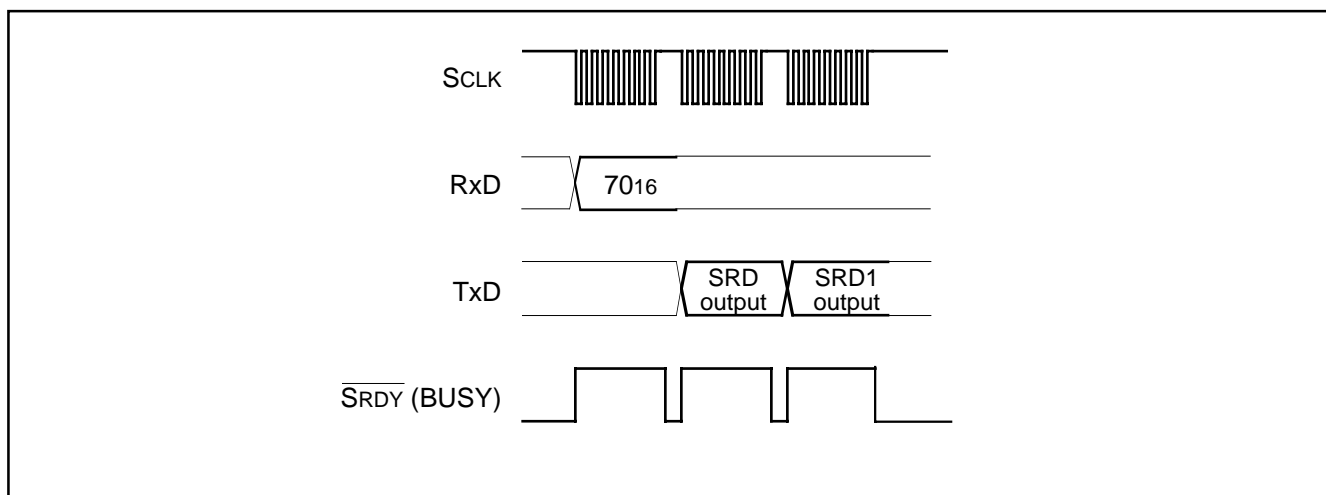 SCLK
RxD
7016
TxD
SRD
output
SRD1
output
SRDY (BUSY)